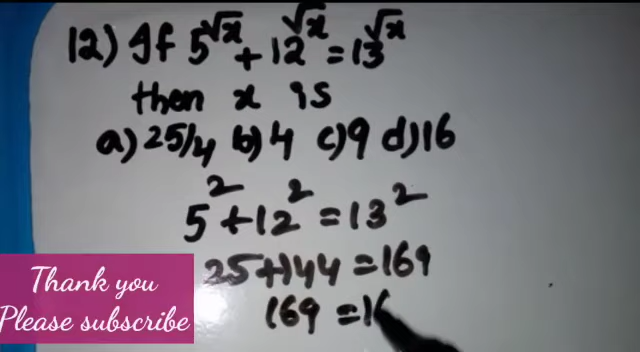 12) If 5^√x + 12^√x = 13^√x
then x is
a) 25/4 b) 4 c) 9 d) 16
5² + 12² = 13²
25 + 144 = 169
169 = 16
Thank you
Please subscribe